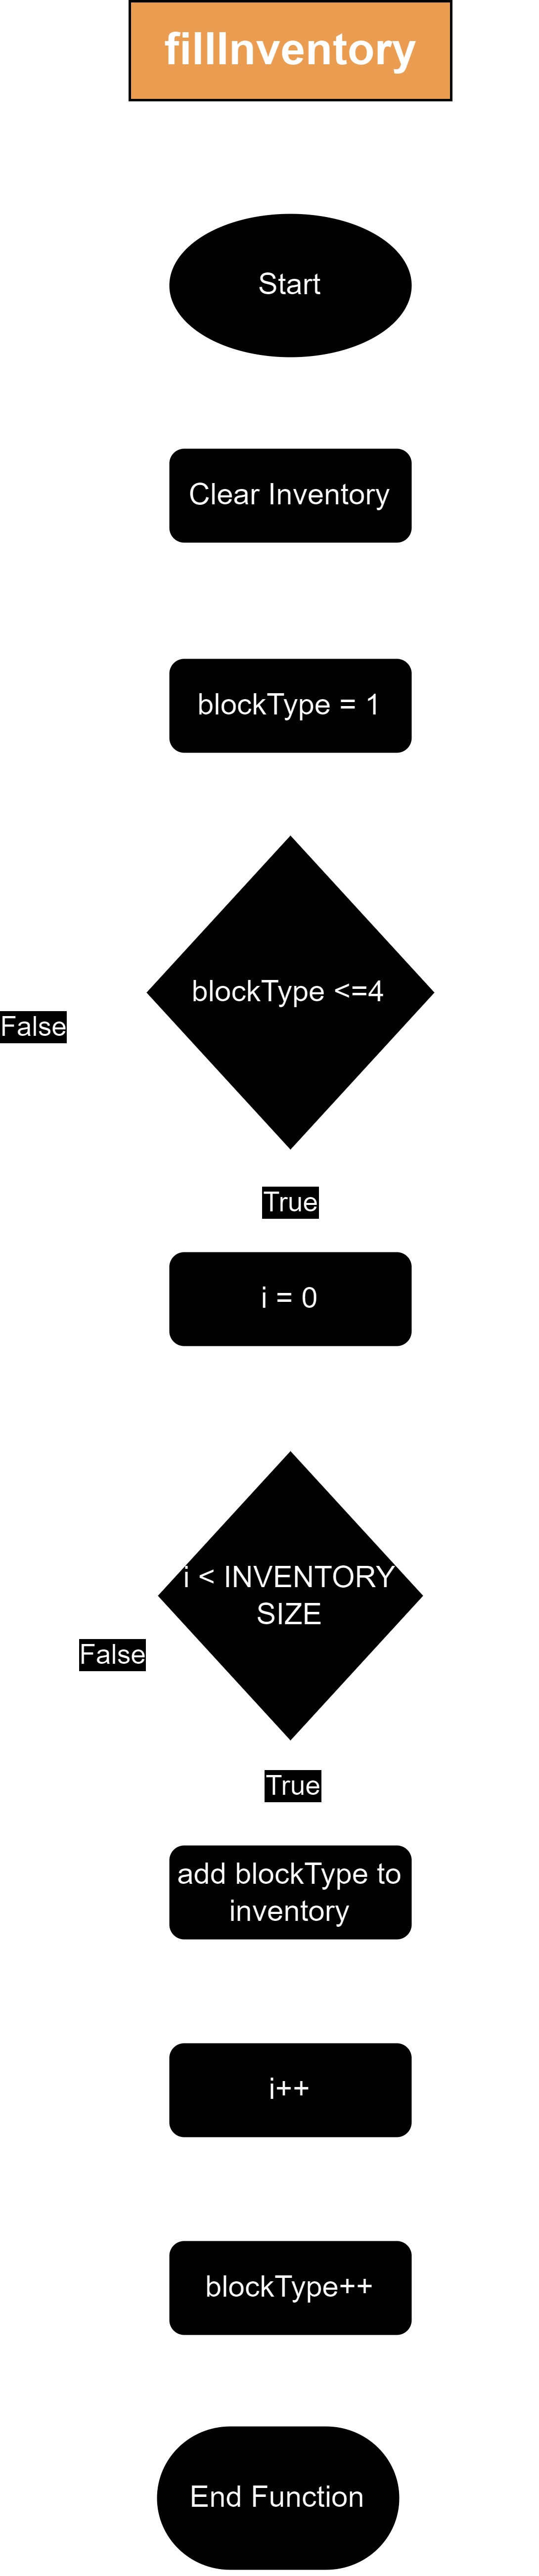 fillInventory
Start
Clear Inventory
blockType = 1
blockType <=4
False
True
i = 0
i < INVENTORY
SIZE
False
True
add blockType to
inventory
i++
blockType++
End Function